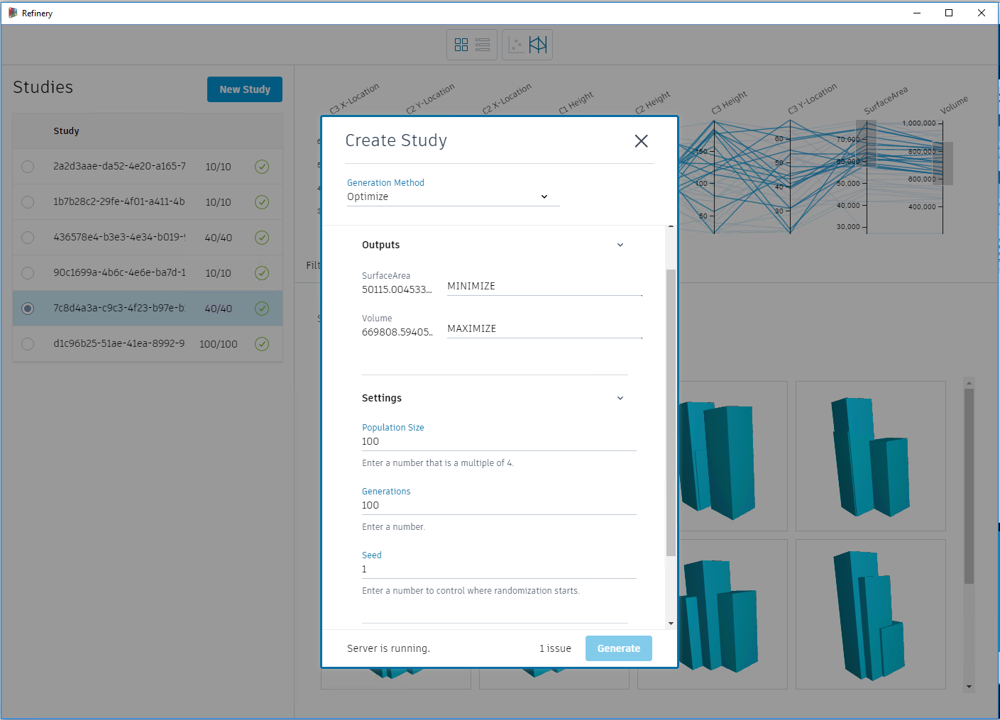 Refinery
Studies
New Study
Study
2a2d3aae-da52-4e20-a165-7 10/10
1b7b28c2-29fe-4f01-a411-4b 10/10
436578e4-b3e3-4e34-b019- 40/40
90c1699a-4b6c-4e6e-ba7d-1 10/10
7c8d4a3a-c9c3-4f23-b97e-b 40/40
d1c96b25-51ae-41ea-8992-9 100/100
C3 X-Location
C2 Y-Location
C2 X-Location
C1 Height
C2 Height
C3 Height
C3 Y-Location
SurfaceArea
Volume
150
100
50
60
50
40
30
70,000
60,000
50,000
40,000
30,000
1,000,000
800,000
600,000
400,000
Filt
Create Study
Generation Method
Optimize
Outputs
SurfaceArea
50115.004533... MINIMIZE
Volume
669808.59405.. MAXIMIZE
Settings
Population Size
100
Enter a number that is a multiple of 4.
Generations
100
Enter a number.
Seed
1
Enter a number to control where randomization starts.
Server is running. 1 issue Generate